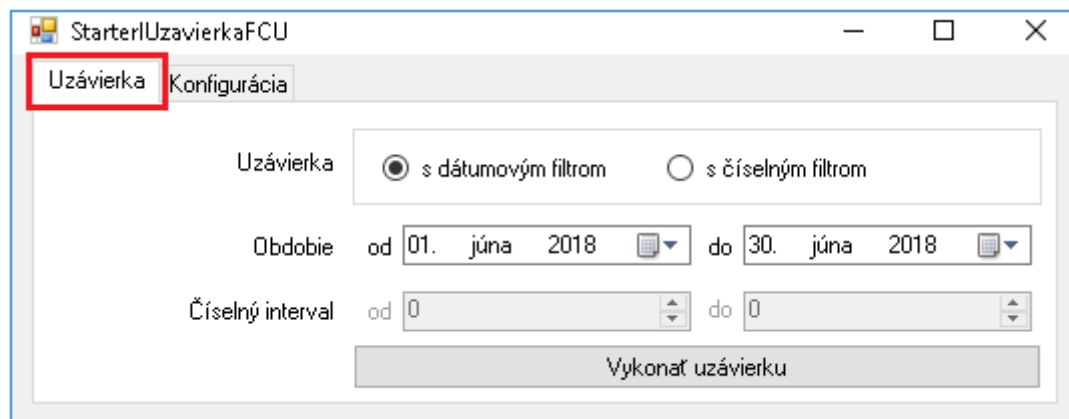 StarterIUzavierkaFCU
Uzávierka Konfigurácia
Uzávierka s dátumovým filtrom s číselným filtrom
Obdobie od 01. júna 2018 do 30. júna 2018
Číselný interval od 0 do 0
Vykonať uzávierku